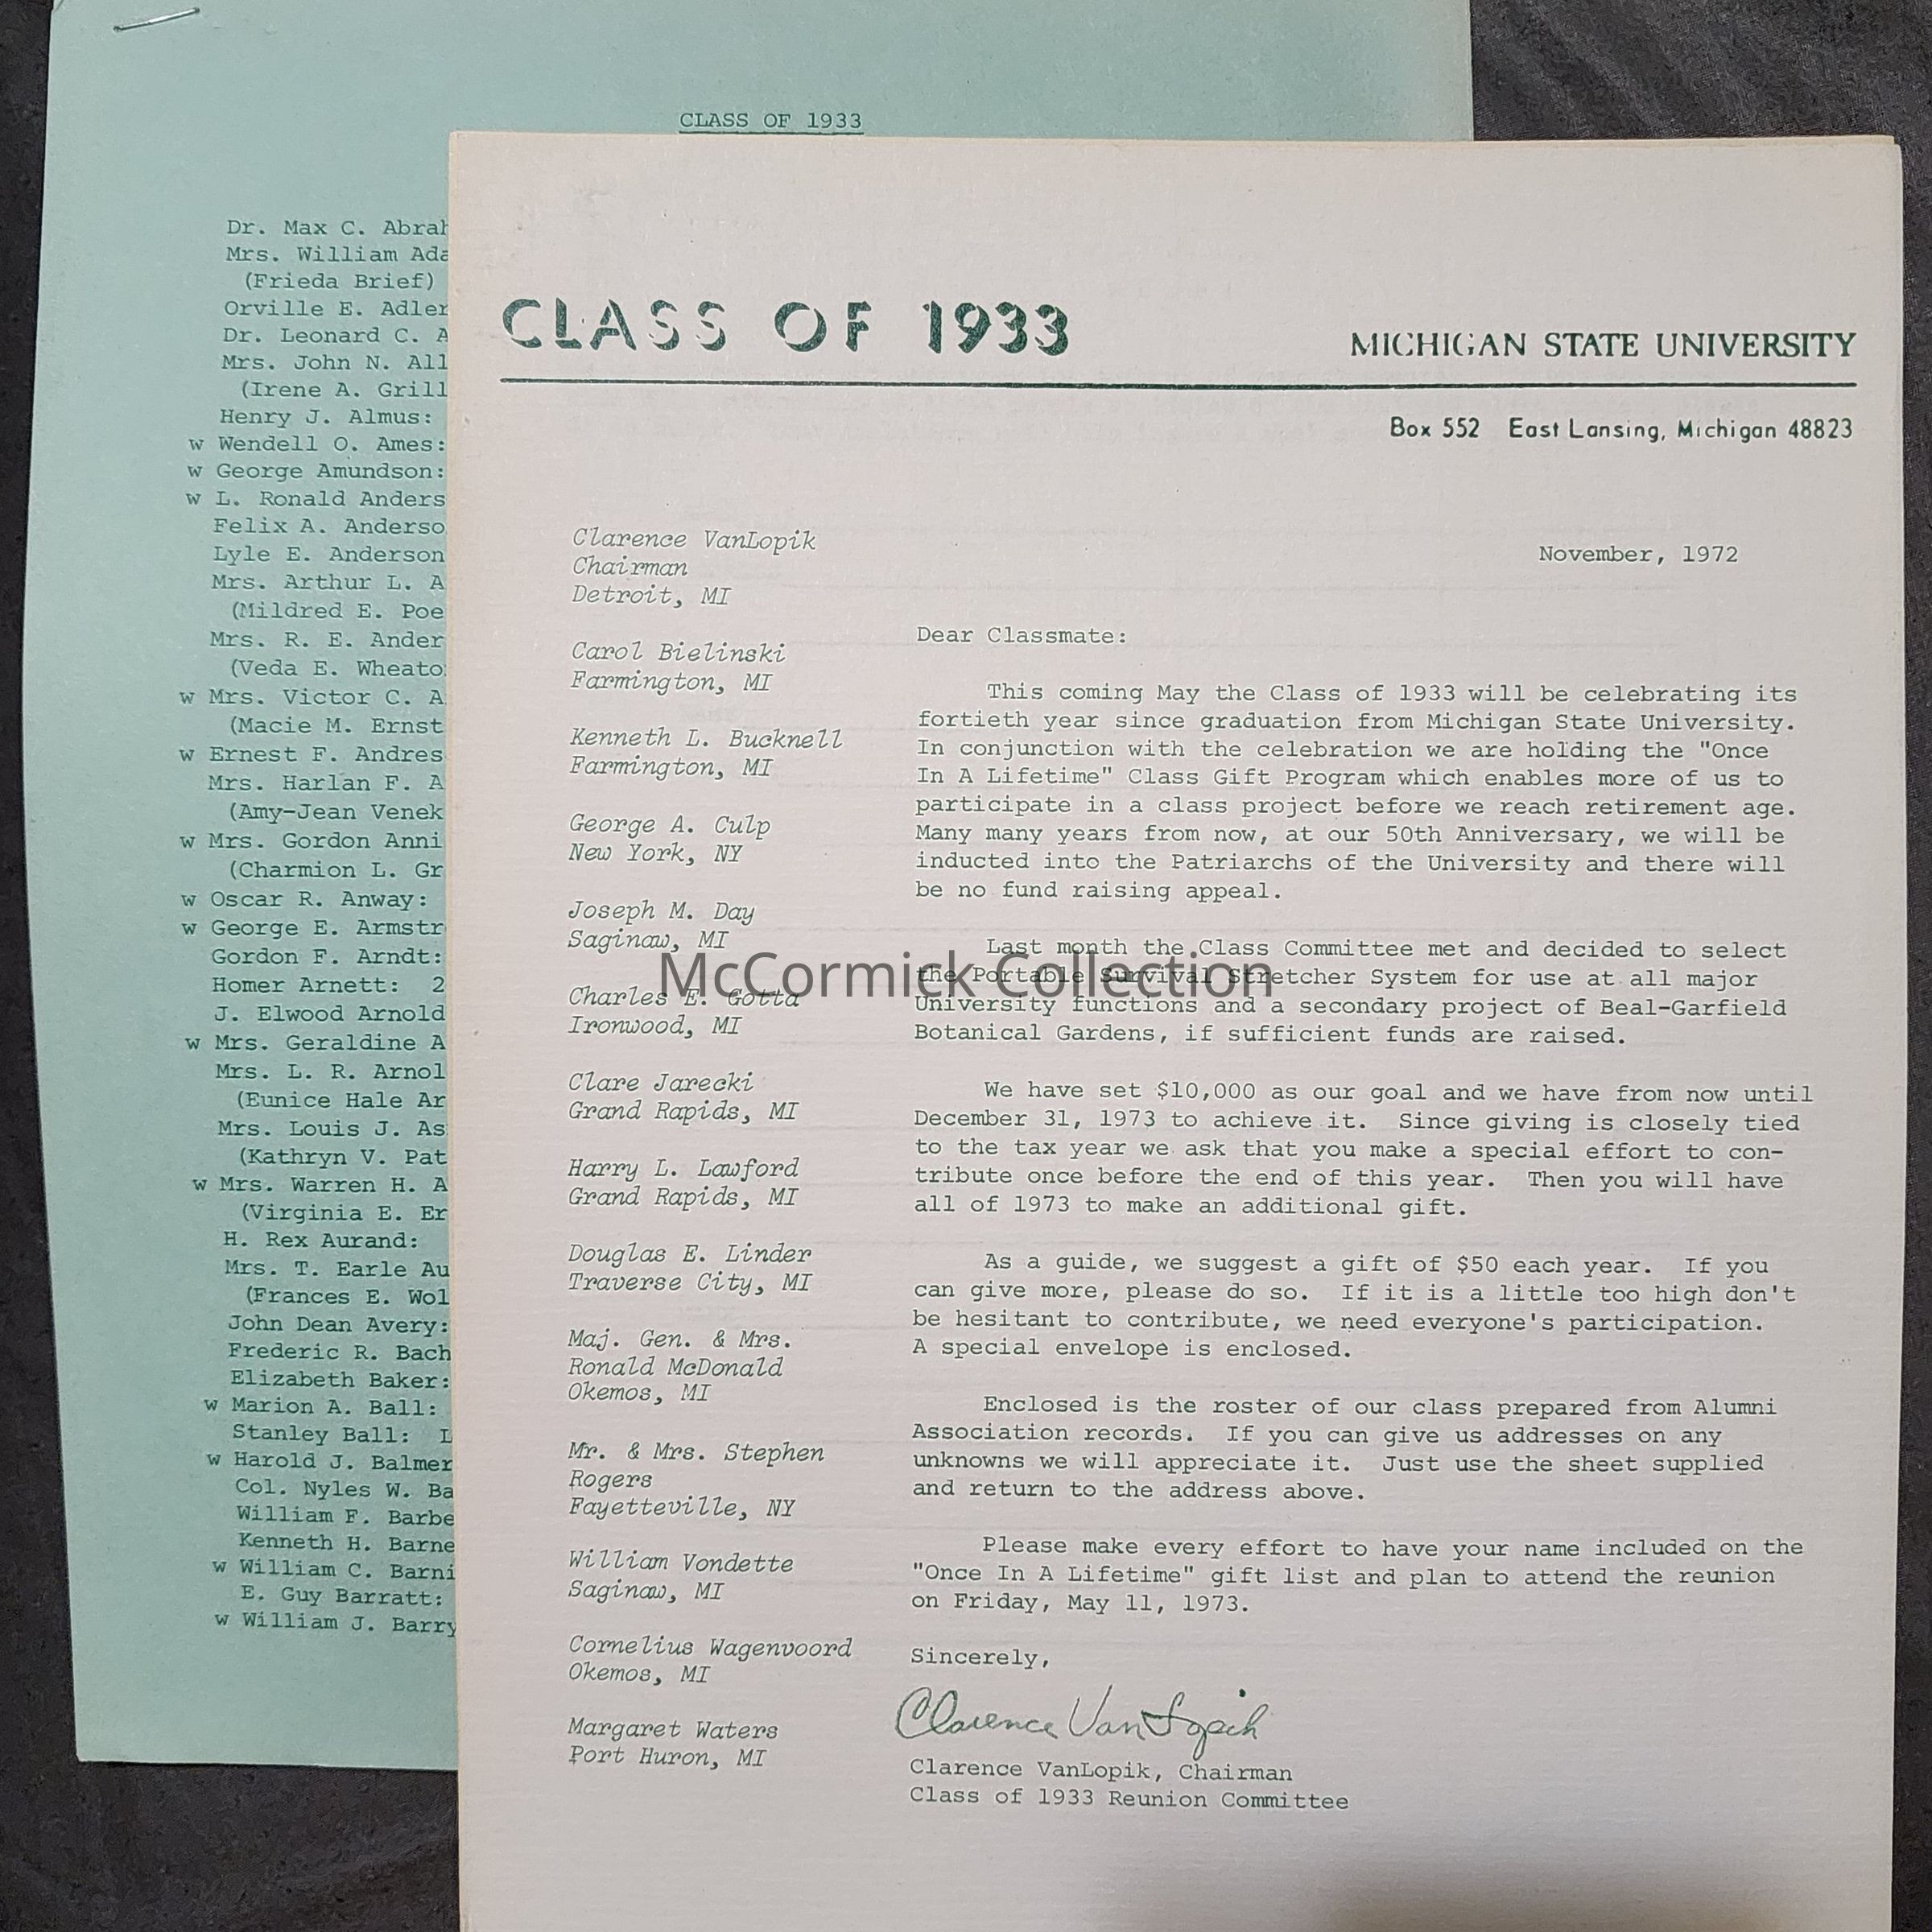 CLASS OF 1933
Dr. Max C. Abrah
Mrs. William Ada
(Frieda Brief)
Orville E. Adler
Dr. Leonard C. A
Mrs. John N. All
(Irene A. Grill
Henry J. Almus:
w Wendell O. Ames:
w George Amundson:
w L. Ronald Anders
Felix A. Anderso
Lyle E. Anderson
Mrs. Arthur L. A
(Mildred E. Poe
Mrs. R. E. Ander
(Veda E. Wheato
w Mrs. Victor C. A
(Macie M. Ernst
w Ernest F. Andres
Mrs. Harlan F. A
(Amy-Jean Venek
w Mrs. Gordon Anni
(Charmion L. Gr
w Oscar R. Anway:
w George E. Armstr
Gordon F. Arndt:
Homer Arnett: 2
J. Elwood Arnold
w Mrs. Geraldine A
Mrs. L. R. Arnol
(Eunice Hale Ar
Mrs. Louis J. As
(Kathryn V. Pat
w Mrs. Warren H. A
(Virginia E. Er
H. Rex Aurand:
Mrs. T. Earle Au
(Frances E. Wol
John Dean Avery:
Frederic R. Bach
Elizabeth Baker:
w Marion A. Ball:
Stanley Ball: L
w Harold J. Balmer
Col. Nyles W. Ba
William F. Barbe
Kenneth H. Barne
w William C. Barni
E. Guy Barratt:
w William J. Barry
CLASS OF 1933
MICHIGAN STATE UNIVERSITY
Box 552 East Lansing, Michigan 48823
Clarence VanLopik
Chairman
Detroit, MI
Carol Bielinski
Farmington, MI
Kenneth L. Bucknell
Farmington, MI
George A. Culp
New York, NY
Joseph M. Day
Saginaw, MI
Charles E. Gotta
Ironwood, MI
Clare Jarecki
Grand Rapids, MI
Harry L. Lawford
Grand Rapids, MI
Douglas E. Linder
Traverse City, MI
Maj. Gen. & Mrs.
Ronald McDonald
Okemos, MI
Mr. & Mrs. Stephen
Rogers
Fayetteville, NY
William Vondette
Saginaw, MI
Cornelius Wagenvoord
Okemos, MI
Margaret Waters
Port Huron, MI
November, 1972
Dear Classmate:
This coming May the Class of 1933 will be celebrating its
fortieth year since graduation from Michigan State University.
In conjunction with the celebration we are holding the "Once
In A Lifetime" Class Gift Program which enables more of us to
participate in a class project before we reach retirement age.
Many many years from now, at our 50th Anniversary, we will be
inducted into the Patriarchs of the University and there will
be no fund raising appeal.
Last month the Class Committee met and decided to select
the Portable Survival Stretcher System for use at all major
University functions and a secondary project of Beal-Garfield
Botanical Gardens, if sufficient funds are raised.
We have set $10,000 as our goal and we have from now until
December 31, 1973 to achieve it. Since giving is closely tied
to the tax year we ask that you make a special effort to con-
tribute once before the end of this year. Then you will have
all of 1973 to make an additional gift.
As a guide, we suggest a gift of $50 each year. If you
can give more, please do so. If it is a little too high don't
be hesitant to contribute, we need everyone's participation.
A special envelope is enclosed.
Enclosed is the roster of our class prepared from Alumni
Association records. If you can give us addresses on any
unknowns we will appreciate it. Just use the sheet supplied
and return to the address above.
Please make every effort to have your name included on the
"Once In A Lifetime" gift list and plan to attend the reunion
on Friday, May 11, 1973.
Sincerely,
Clarence VanLopik
Clarence VanLopik, Chairman
Class of 1933 Reunion Committee
McCormick Collection